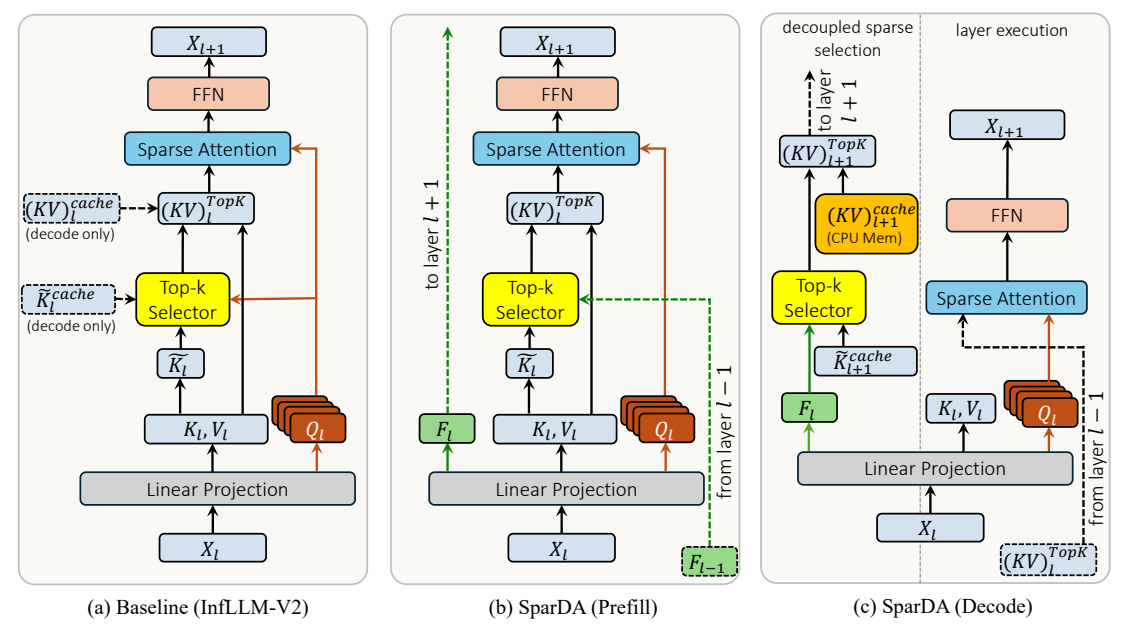 X_{l+1}
FFN
Sparse Attention
(KV)_l^{cache}
(decode only)
(KV)_l^{TopK}
K̃_l^{cache}
(decode only)
Top-k
Selector
K̃_l
K_l, V_l
Q_l
Linear Projection
X_l
(a) Baseline (InfLLM-V2)
X_{l+1}
FFN
Sparse Attention
(KV)_l^{TopK}
to layer l + 1
Top-k
Selector
K̃_l
F_l
K_l, V_l
Q_l
from layer l − 1
Linear Projection
X_l
F_{l−1}
(b) SparDA (Prefill)
decoupled sparse
selection
to layer
l + 1
(KV)_{l+1}^{TopK}
(KV)_{l+1}^{cache}
(CPU Mem)
Top-k
Selector
K̃_{l+1}^{cache}
F_l
layer execution
X_{l+1}
FFN
Sparse Attention
K_l, V_l
Q_l
from layer l − 1
Linear Projection
X_l
(KV)_l^{TopK}
(c) SparDA (Decode)